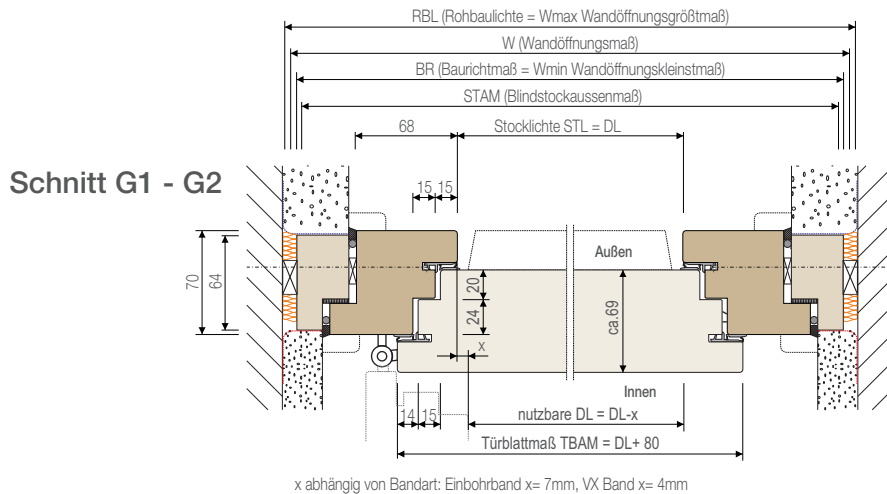 RBL (Rohbaulichte = Wmax Wandöffnungsgrößtmaß)
W (Wandöffnungsmaß)
BR (Baurichtmaß = Wmin Wandöffnungskleinstmaß)
STAM (Blindstockaussenmaß)
68
Stocklichte STL = DL
Schnitt G1 - G2
15
15
Außen
70
64
20
24
ca.69
x
Innen
14
15
nutzbare DL = DL-x
Türblattmaß TBAM = DL+ 80
x abhängig von Bandart: Einbohrband x= 7mm, VX Band x= 4mm